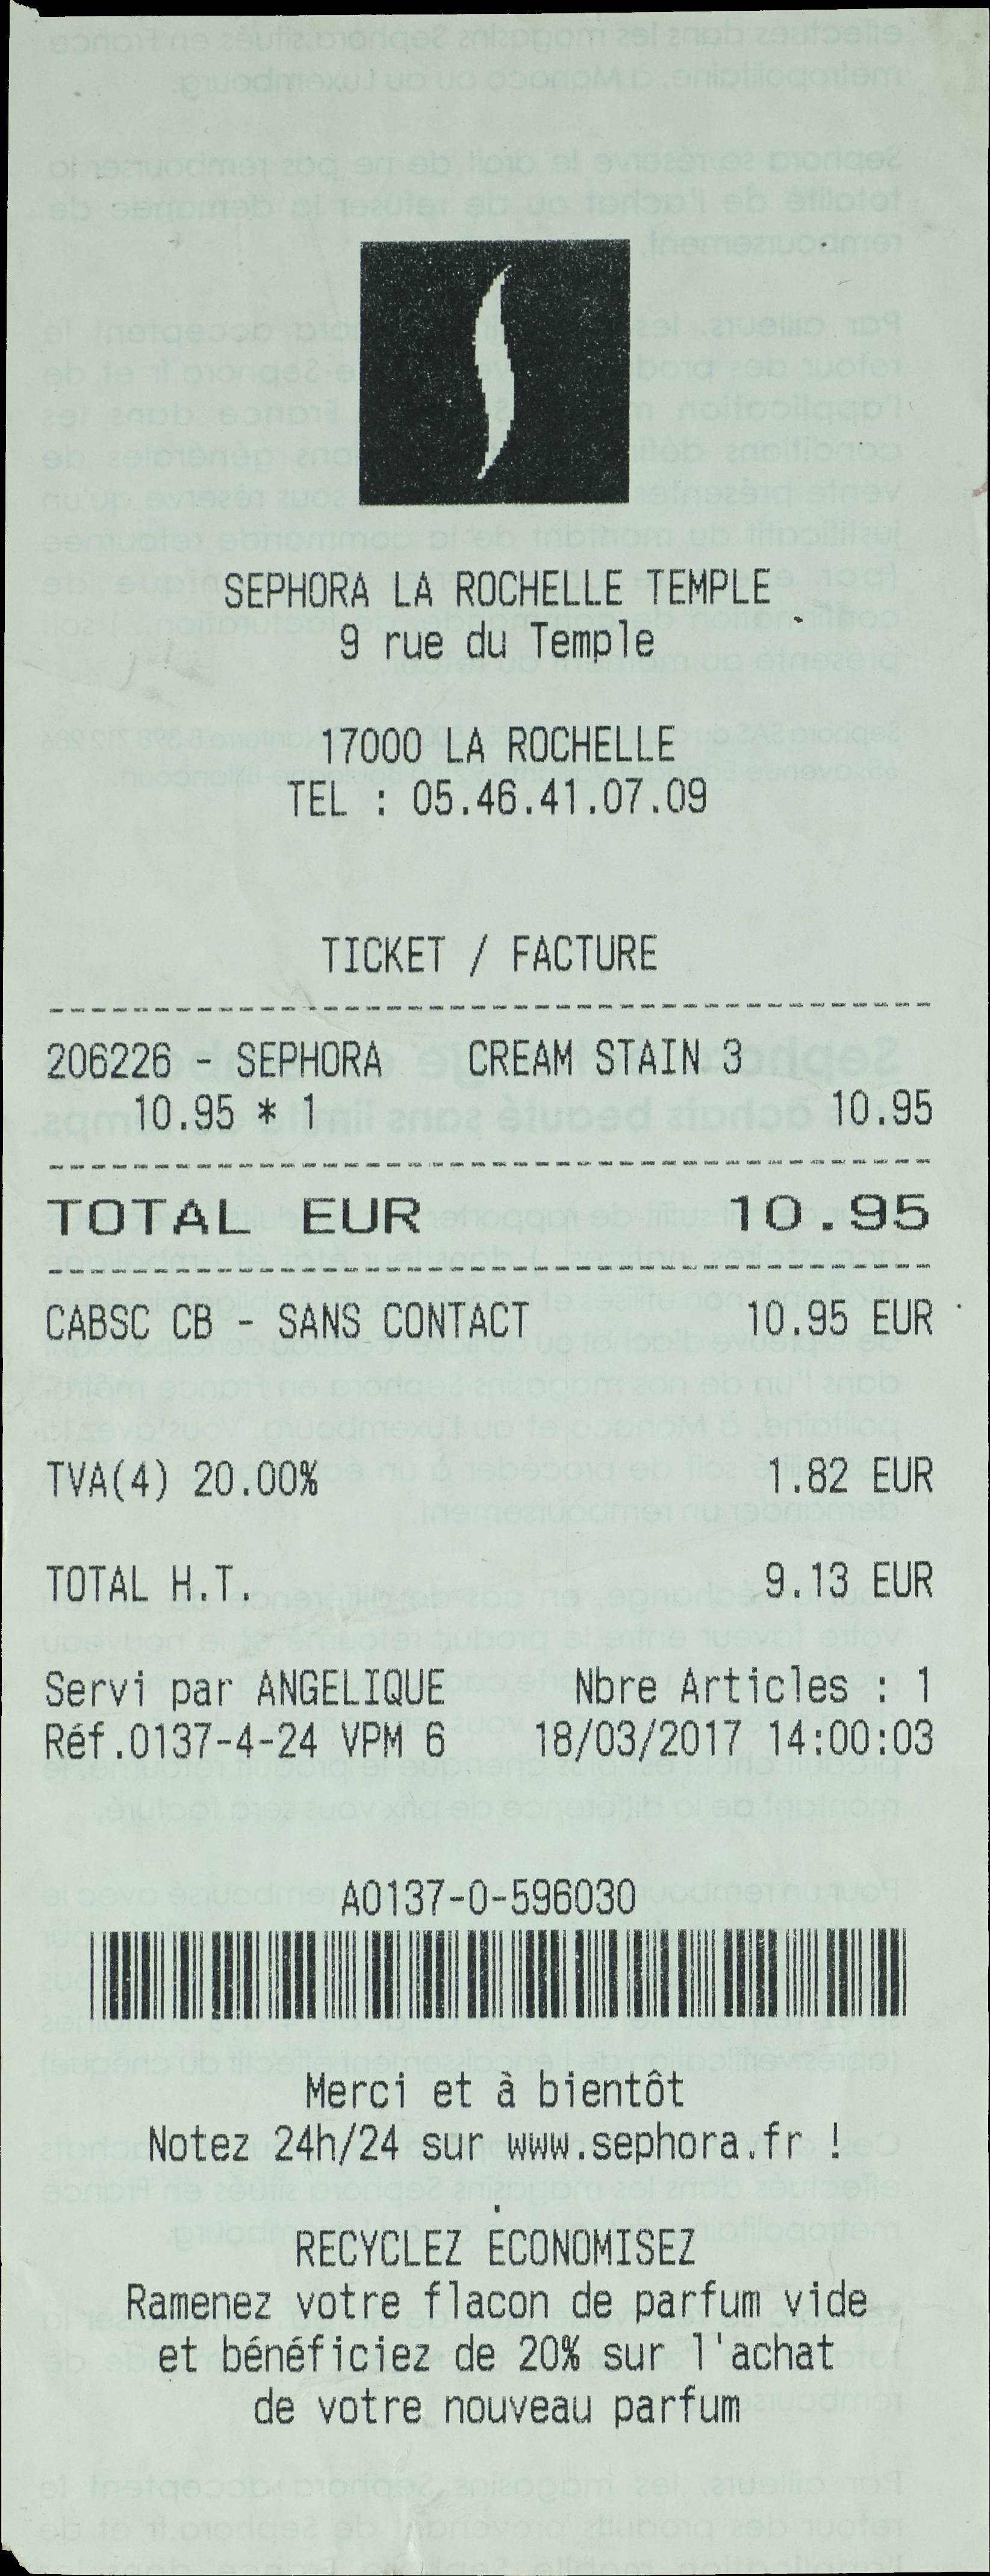 SEPHORA LA ROCHELLE TEMPLE
9 rue du Temple
17000 LA ROCHELLE
TEL : 05.46.41.07.09
TICKET / FACTURE
206226 - SEPHORA CREAM STAIN 3
10.95 * 1 10.95
TOTAL EUR 10.95
CABSC CB - SANS CONTACT 10.95 EUR
TVA(4) 20.00% 1.82 EUR
TOTAL H.T. 9.13 EUR
Servi par ANGELIQUE Nbre Articles : 1
Réf.0137-4-24 VPM 6 18/03/2017 14:00:03
A0137-0-596030
Merci et à bientôt
Notez 24h/24 sur www.sephora.fr !
RECYCLEZ ECONOMISEZ
Ramenez votre flacon de parfum vide
et bénéficiez de 20% sur l'achat
de votre nouveau parfum